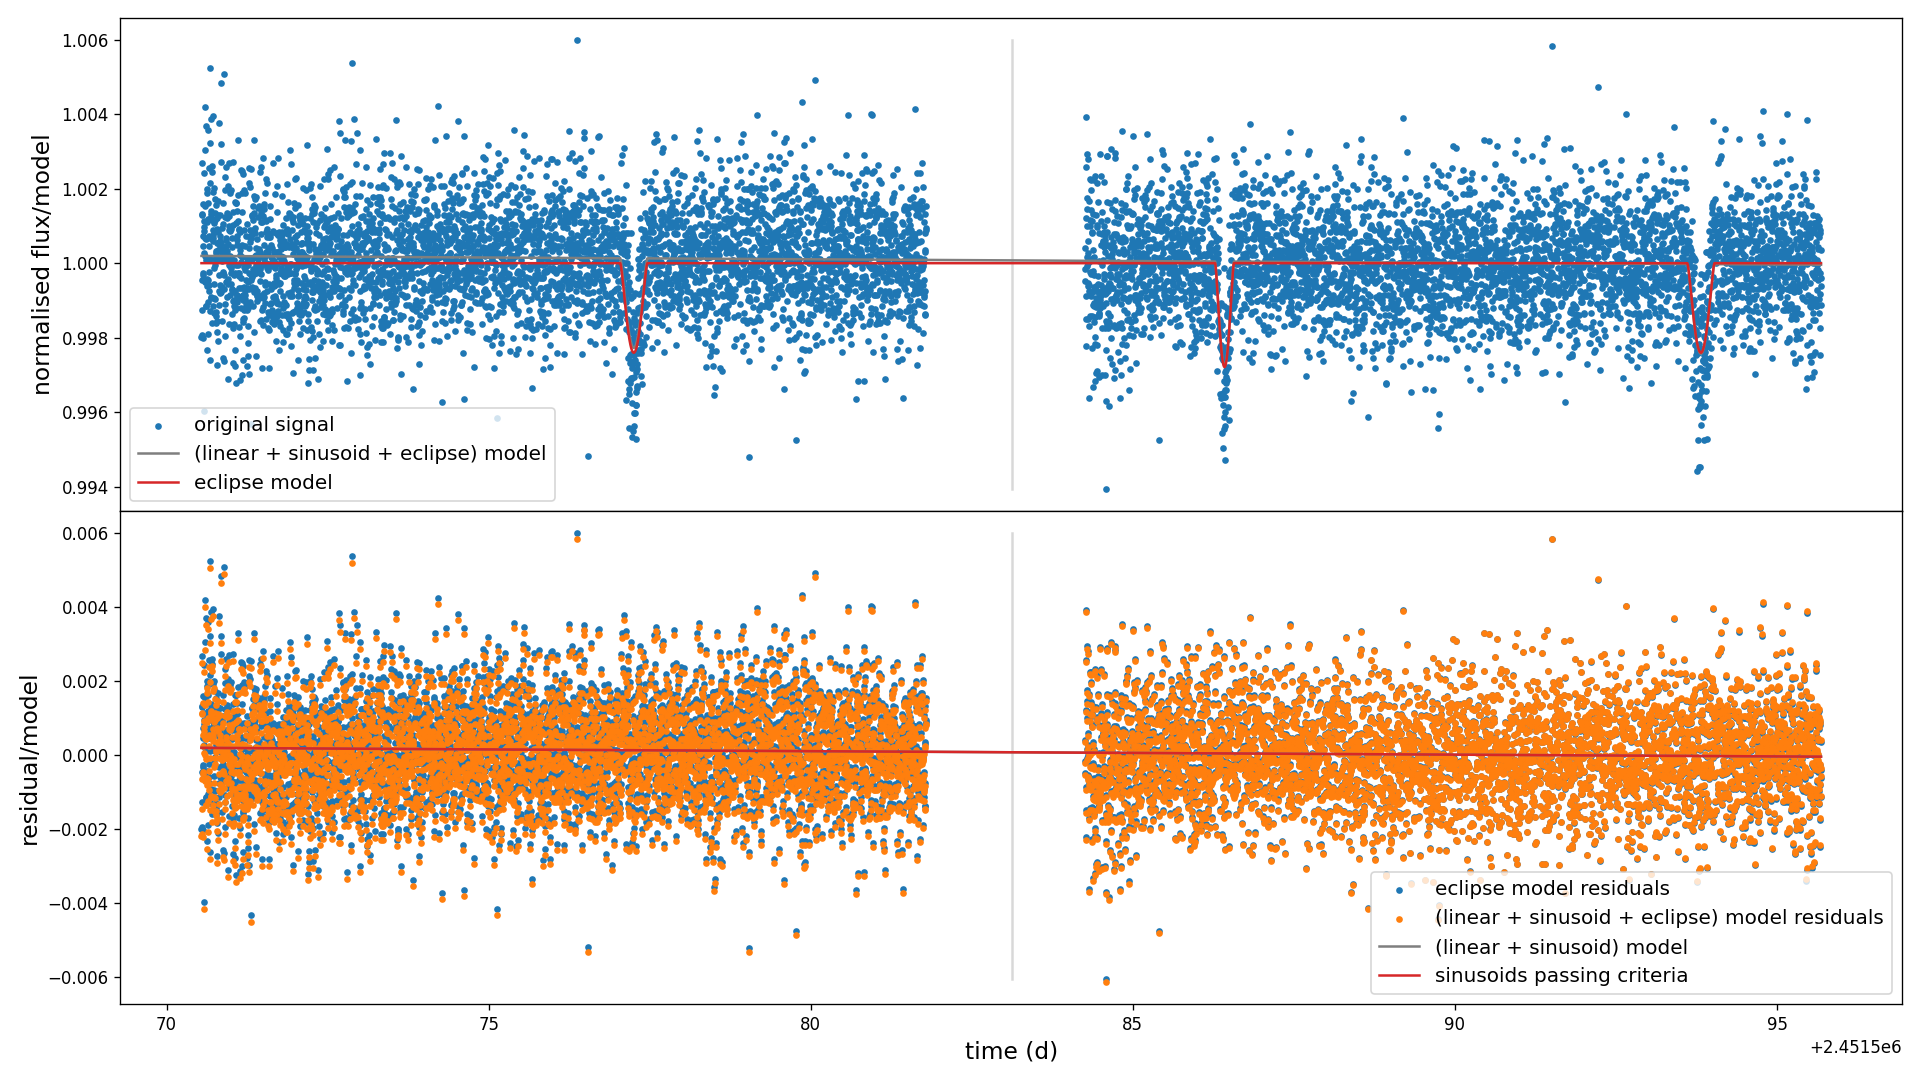 normalised flux/model
1.006
1.004
1.002
1.000
0.998
0.996
0.994
original signal
(linear + sinusoid + eclipse) model
eclipse model
residual/model
0.006
0.004
0.002
0.000
−0.002
−0.004
−0.006
eclipse model residuals
(linear + sinusoid + eclipse) model residuals
(linear + sinusoid) model
sinusoids passing criteria
70 75 80 85 90 95
time (d)
+2.4515e6